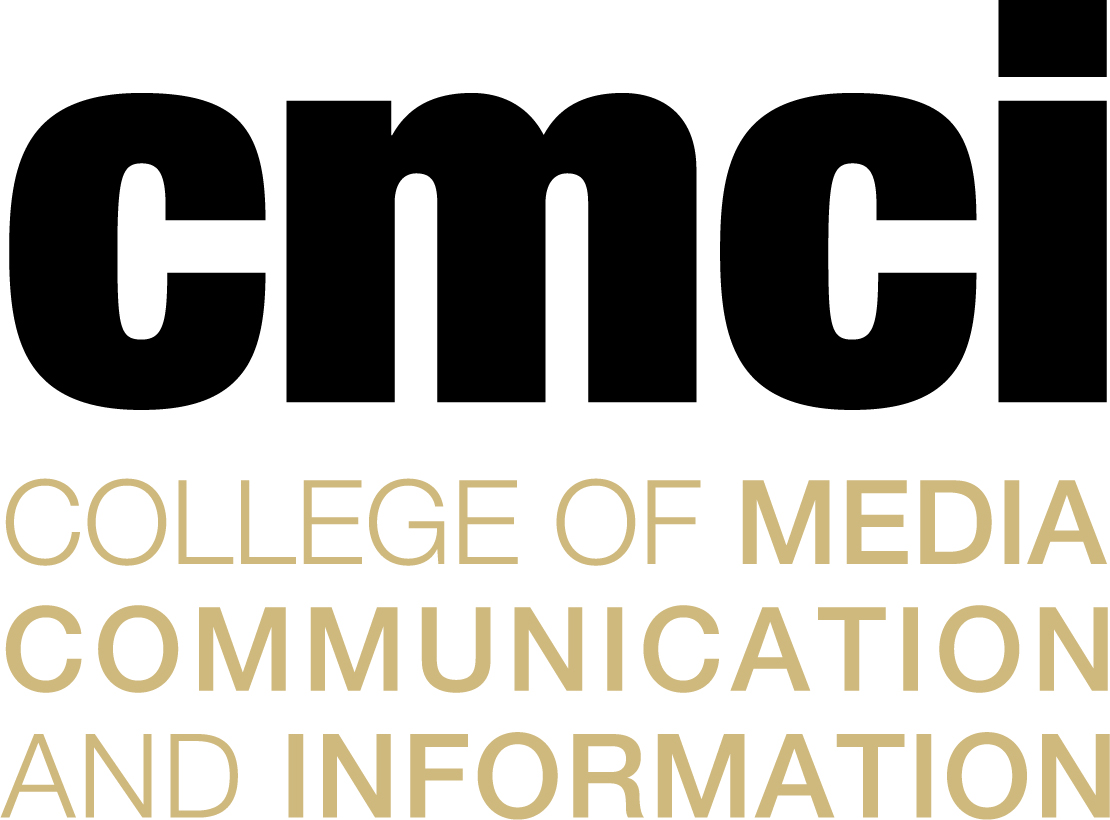 cmci
COLLEGE OF MEDIA
COMMUNICATION
AND INFORMATION